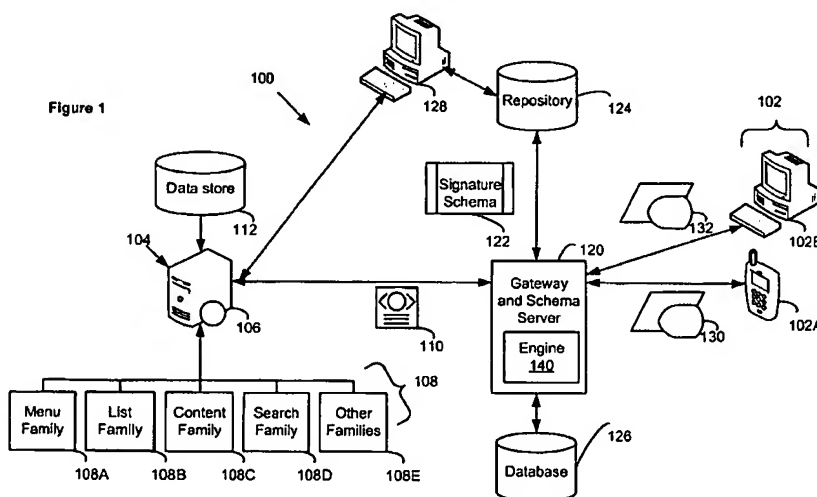 Figure 1
100
128
Repository
124
102
Data store
112
Signature
Schema
122
132
102B
104
106
110
120
Gateway
and Schema
Server
Engine
140
130
102A
108
Menu
Family
List
Family
Content
Family
Search
Family
Other
Families
108A
108B
108C
108D
108E
Database
126